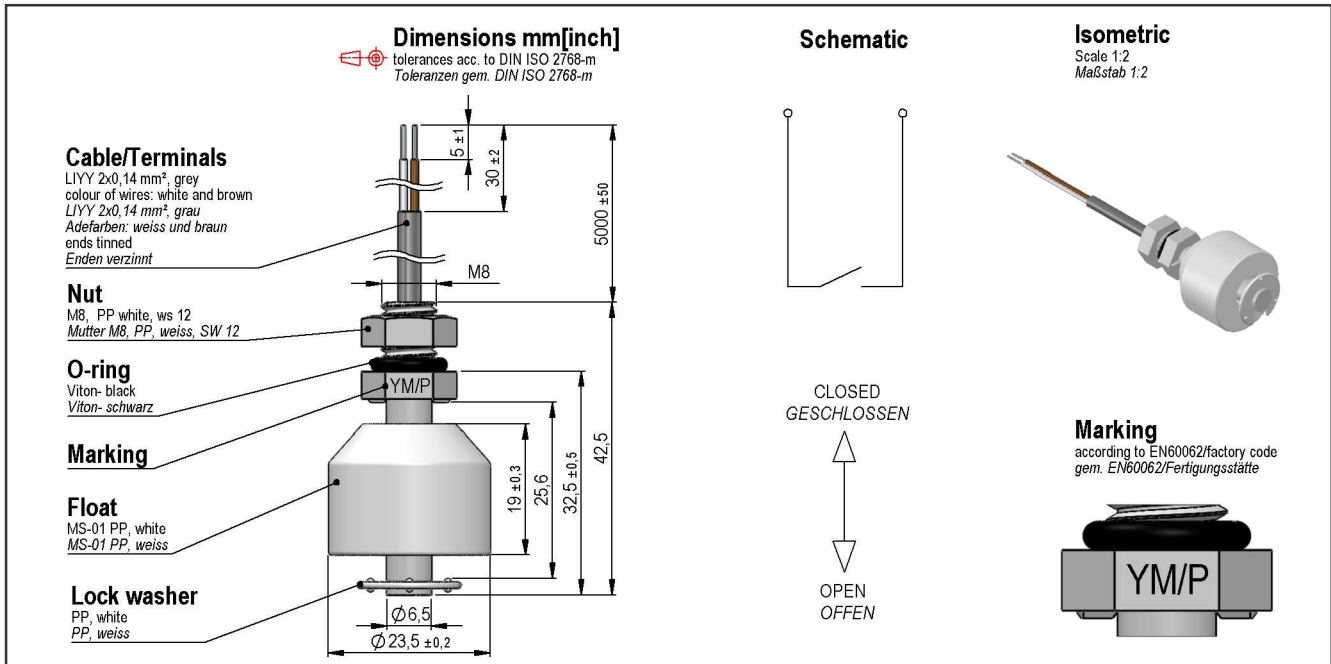 Dimensions mm[inch]
tolerances acc. to DIN ISO 2768-m
Toleranzen gem. DIN ISO 2768-m
Cable/Terminals
LIYY 2x0,14 mm², grey
colour of wires: white and brown
LIYY 2x0,14 mm², grau
Adefarben: weiss und braun
ends tinned
Enden verzinnt
Nut
M8, PP white, ws 12
Mutter M8, PP, weiss, SW 12
O-ring
Viton- black
Viton- schwarz
Marking
Float
MS-01 PP, white
MS-01 PP, weiss
Lock washer
PP, white
PP, weiss
5 ±1
30 ±2
5000 ±50
M8
YM/P
19 ±0,3
25,6
32,5 ±0,5
42,5
Ø6,5
Ø23,5 ±0,2
Schematic
CLOSED
GESCHLOSSEN
OPEN
OFFEN
Isometric
Scale 1:2
Maßstab 1:2
Marking
according to EN60062/factory code
gem. EN60062/Fertigungsstätte
YM/P